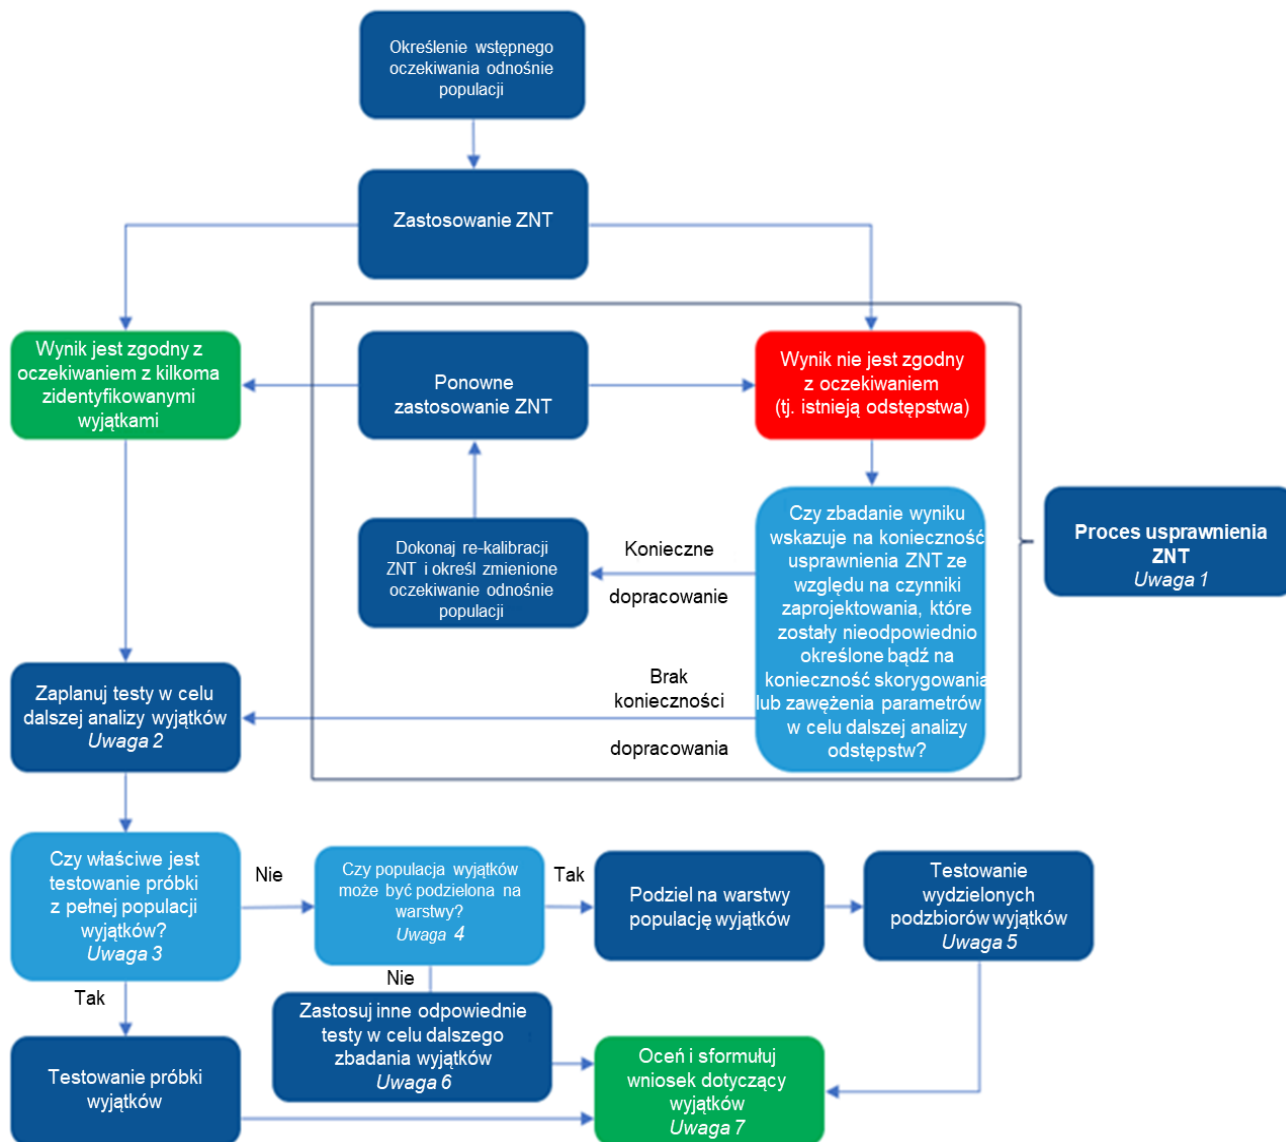 Określenie wstępnego
oczekiwania odnośnie
populacji
Zastosowanie ZNT
Wynik jest zgodny z
oczekiwaniem z kilkoma
zidentyfikowanymi
wyjątkami
Ponowne
zastosowanie ZNT
Wynik nie jest zgodny
z oczekiwaniem
(tj. istnieją odstępstwa)
Dokonaj re-kalibracji
ZNT i określ zmienione
oczekiwanie odnośnie
populacji
Konieczne
dopracowanie
Czy zbadanie wyniku
wskazuje na konieczność
usprawnienia ZNT ze
względu na czynniki
zaprojektowania, które
zostały nieodpowiednio
określone bądź na
konieczność skorygowania
lub zawężenia parametrów
w celu dalszej analizy
odstępstw?
Proces usprawnienia
ZNT
Uwaga 1
Brak
konieczności
dopracowania
Zaplanuj testy w celu
dalszej analizy wyjątków
Uwaga 2
Czy właściwe jest
testowanie próbki
z pełnej populacji
wyjątków?
Uwaga 3
Nie
Czy populacja wyjątków
może być podzielona na
warstwy?
Uwaga 4
Tak
Podziel na warstwy
populację wyjątków
Testowanie
wydzielonych
podzbiorów wyjątków
Uwaga 5
Tak
Nie
Testowanie próbki
wyjątków
Zastosuj inne odpowiednie
testy w celu dalszego
zbadania wyjątków
Uwaga 6
Oceń i sformułuj
wniosek dotyczący
wyjątków
Uwaga 7